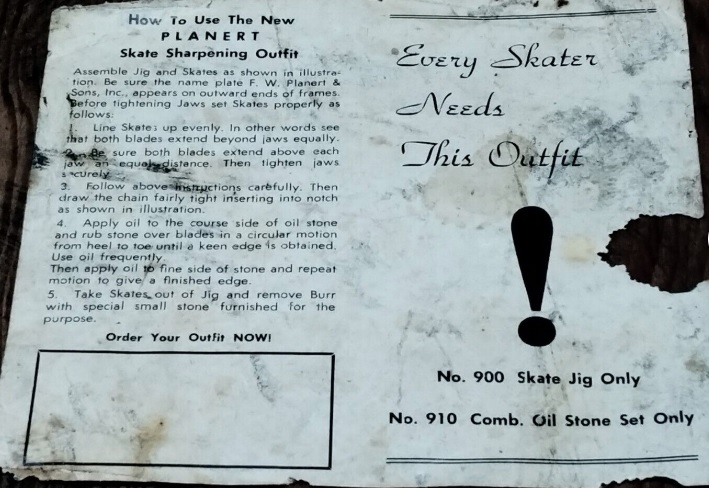 How To Use The New
PLANERT
Skate Sharpening Outfit
Assemble Jig and Skates as shown in illustra-
tion. Be sure the name plate F. W. Planert &
Sons, Inc., appears on outward ends of frames.
Before tightening Jaws set Skates properly as
follows:
1. Line Skates up evenly. In other words see
that both blades extend beyond jaws equally.
2. Be sure both blades extend above each
jaw an equal distance. Then tighten jaws
securely.
3. Follow above instructions carefully. Then
draw the chain fairly tight inserting into notch
as shown in illustration.
4. Apply oil to the course side of oil stone
and rub stone over blades in a circular motion
from heel to toe until a keen edge is obtained.
Use oil frequently.
Then apply oil to fine side of stone and repeat
motion to give a finished edge.
5. Take Skates out of Jig and remove Burr
with special small stone furnished for the
purpose.
Order Your Outfit NOW!
Every Skater
Needs
This Outfit
!
No. 900 Skate Jig Only
No. 910 Comb. Oil Stone Set Only